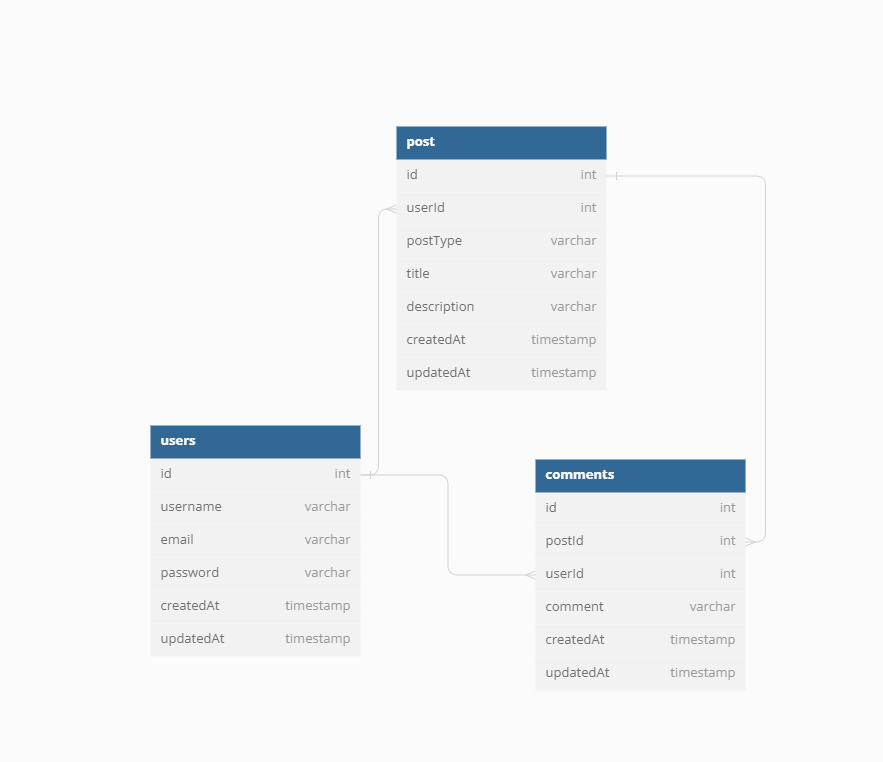 post
id int
userId int
postType varchar
title varchar
description varchar
createdAt timestamp
updatedAt timestamp
users
id int
username varchar
email varchar
password varchar
createdAt timestamp
updatedAt timestamp
comments
id int
postId int
userId int
comment varchar
createdAt timestamp
updatedAt timestamp